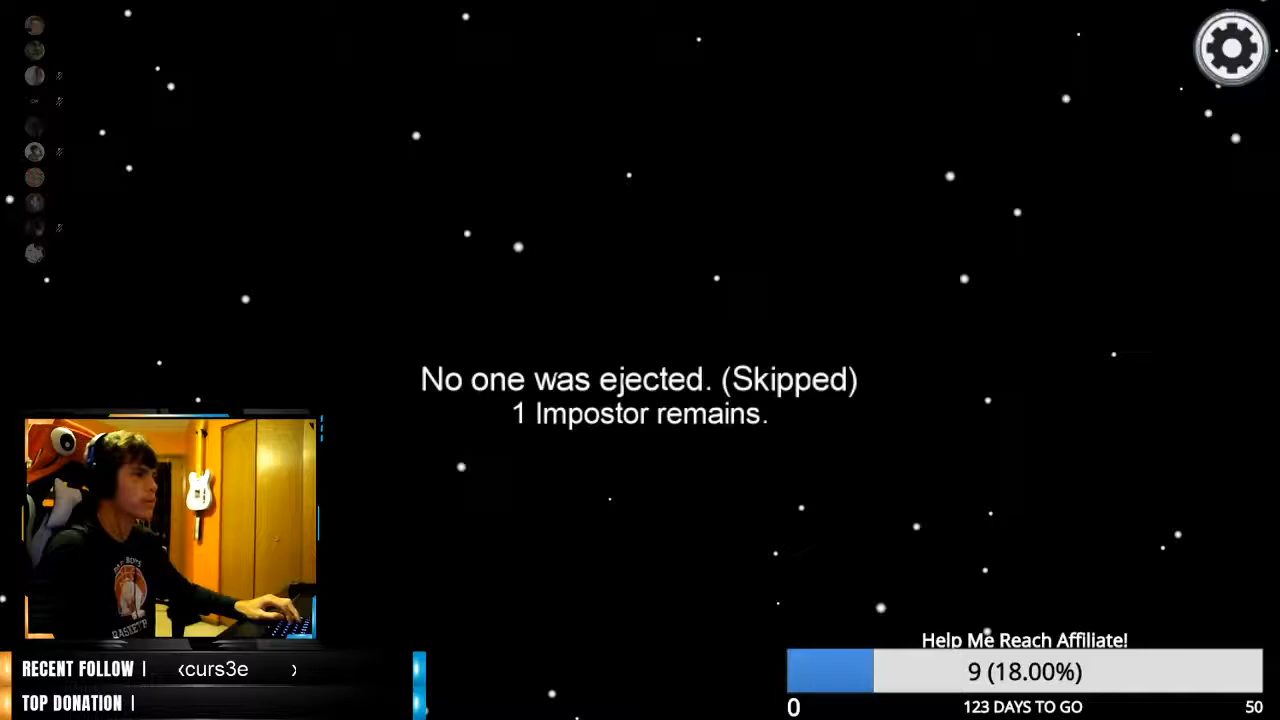 No one was ejected. (Skipped)
1 Impostor remains.
Help Me Reach Affiliate!
9 (18.00%)
0
123 DAYS TO GO
50
RECENT FOLLOW |
‹curs3e ›
TOP DONATION |
BASKETB